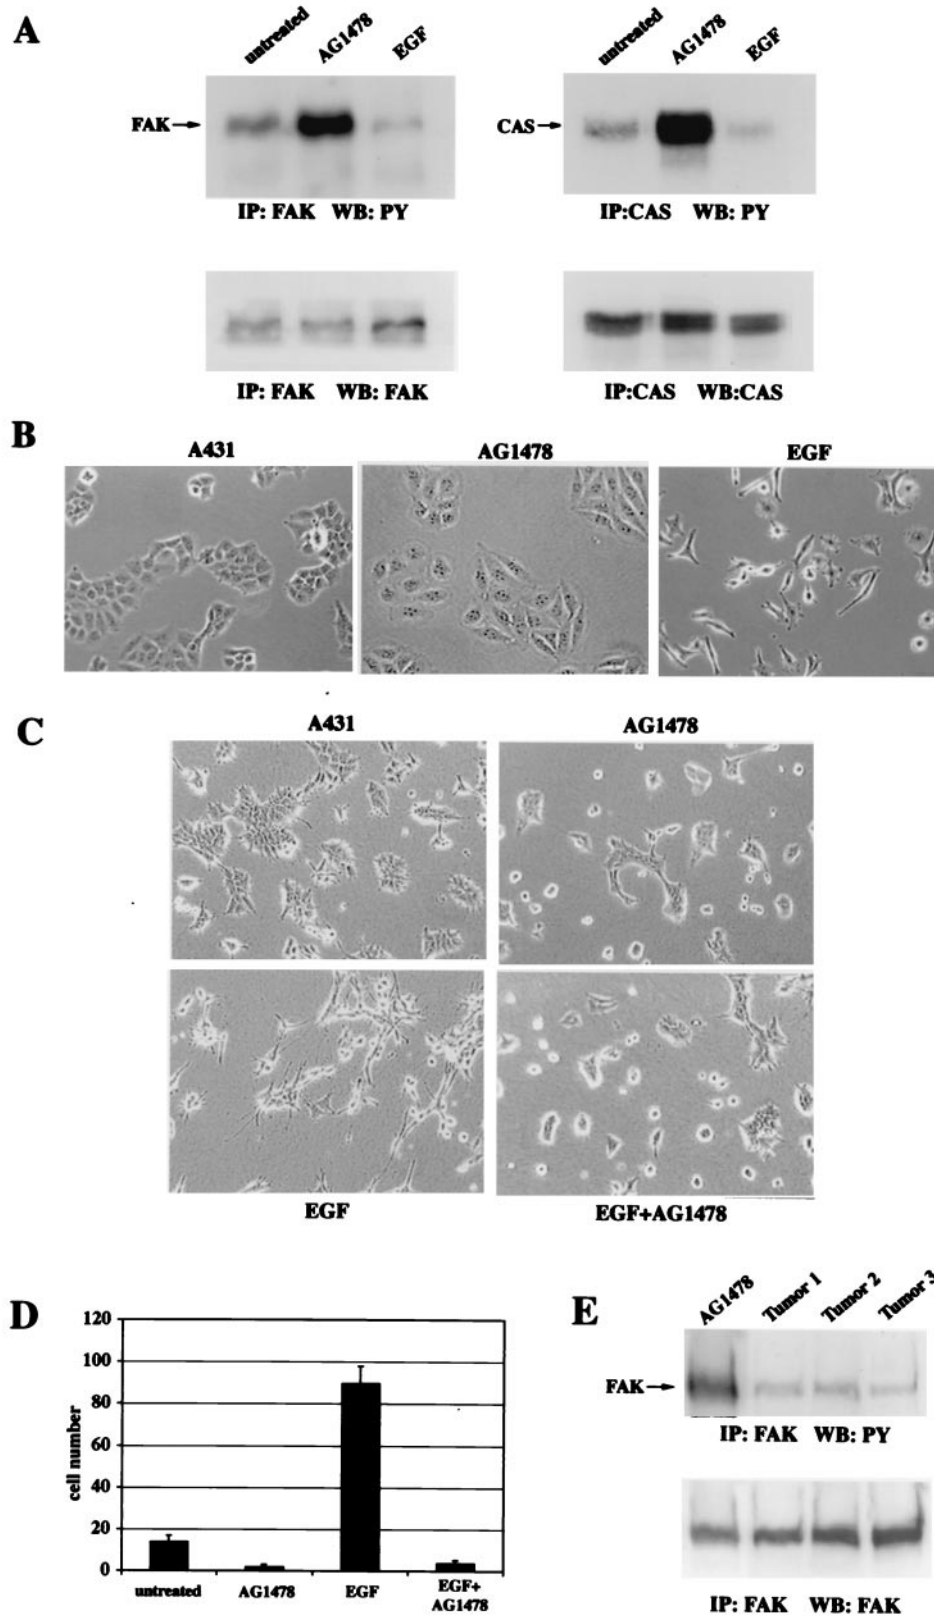 A
untreated AG1478 EGF
untreated AG1478 EGF
FAK
CAS
IP: FAK WB: PY
IP:CAS WB: PY
IP: FAK WB: FAK
IP:CAS WB:CAS
B
A431 AG1478 EGF
C
A431 AG1478
EGF EGF+AG1478
D
120
100
80
60
40
20
0
cell number
untreated AG1478 EGF EGF+
AG1478
E
AG1478 Tumor 1 Tumor 2 Tumor 3
FAK
IP: FAK WB: PY
IP: FAK WB: FAK